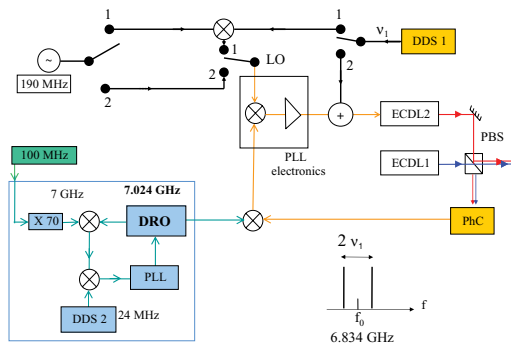 1
1
ν1
DDS 1
1
LO
2
2
~
190 MHz
2
+
ECDL2
PBS
PLL
electronics
ECDL1
100 MHz
7 GHz
7.024 GHz
X 70
DRO
PhC
PLL
2 ν1
DDS 2
24 MHz
f
f0
6.834 GHz